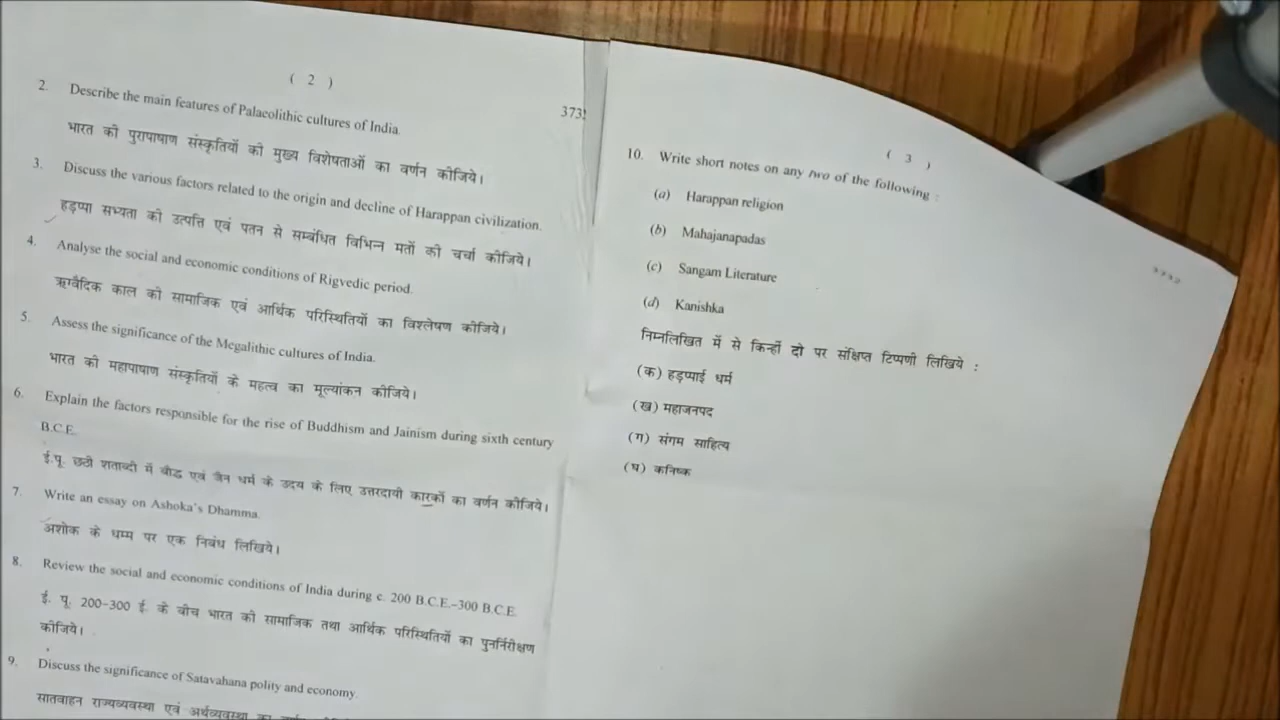 ( 2 )
373
2. Describe the main features of Palaeolithic cultures of India.
भारत की पुरापाषाण संस्कृतियों की मुख्य विशेषताओं का वर्णन कीजिये।
3. Discuss the various factors related to the origin and decline of Harappan civilization.
हड़प्पा सभ्यता की उत्पत्ति एवं पतन से सम्बंधित विभिन्न मतों की चर्चा कीजिये।
4. Analyse the social and economic conditions of Rigvedic period.
ऋग्वैदिक काल की सामाजिक एवं आर्थिक परिस्थितियों का विश्लेषण कीजिये।
5. Assess the significance of the Megalithic cultures of India.
भारत की महापाषाण संस्कृतियों के महत्व का मूल्यांकन कीजिये।
6. Explain the factors responsible for the rise of Buddhism and Jainism during sixth century
B.C.E.
ई.पू. छठी शताब्दी में बौद्ध एवं जैन धर्म के उदय के लिए उत्तरदायी कारकों का वर्णन कीजिये।
7. Write an essay on Ashoka's Dhamma.
अशोक के धम्म पर एक निबंध लिखिये।
8. Review the social and economic conditions of India during c. 200 B.C.E.–300 B.C.E.
ई. पू. 200–300 ई. के बीच भारत की सामाजिक तथा आर्थिक परिस्थितियों का पुनर्निरीक्षण
कीजिये।
9. Discuss the significance of Satavahana polity and economy.
सातवाहन राज्यव्यवस्था एवं अर्थव्यवस्था का
( 3 )
10. Write short notes on any two of the following :
(a) Harappan religion
(b) Mahajanapadas
(c) Sangam Literature
(d) Kanishka
निम्नलिखित में से किन्हीं दो पर संक्षिप्त टिप्पणी लिखिये :
(क) हड़प्पाई धर्म
(ख) महाजनपद
(ग) संगम साहित्य
(घ) कनिष्क